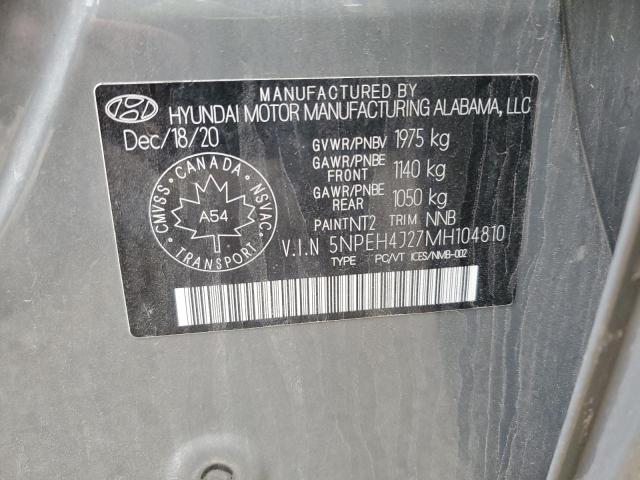 MANUFACTURED BY
HYUNDAI MOTOR MANUFACTURING ALABAMA, LLC
Dec/18/20
GVWR/PNBV 1975 kg
GAWR/PNBE FRONT 1140 kg
GAWR/PNBE REAR 1050 kg
PAINT NT2 TRIM NNB
V.I.N 5NPEH4J27MH104810
TYPE PC/VT ICES/NMB-002
CMVSS · CANADA · NSVAC · TRANSPORT ·
A54